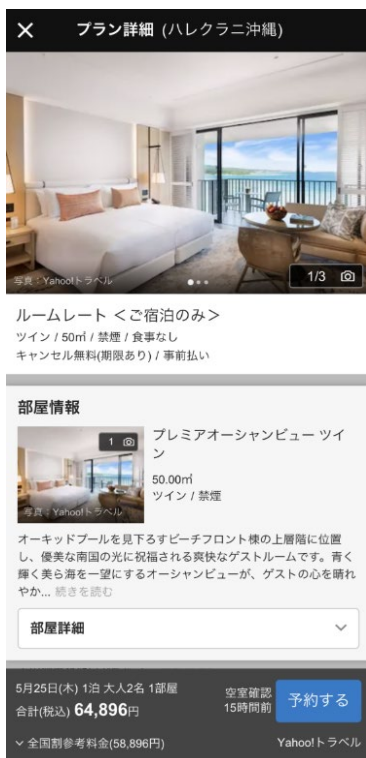 プラン詳細 (ハレクラニ沖縄)
写真：Yahoo!トラベル
1/3
ルームレート ＜ご宿泊のみ＞
ツイン / 50㎡ / 禁煙 / 食事なし
キャンセル無料(期限あり) / 事前払い
部屋情報
1
写真：Yahoo!トラベル
プレミアオーシャンビュー ツイ
ン
50.00㎡
ツイン / 禁煙
オーキッドプールを見下ろすビーチフロント棟の上層階に位置
し、優美な南国の光に祝福される爽快なゲストルームです。青く
輝く美ら海を一望にするオーシャンビューが、ゲストの心を晴れ
やか... 続きを読む
部屋詳細
5月25日(木) 1泊 大人2名 1部屋
合計(税込) 64,896円
空室確認
15時間前
予約する
全国割参考料金(58,896円)
Yahoo!トラベル